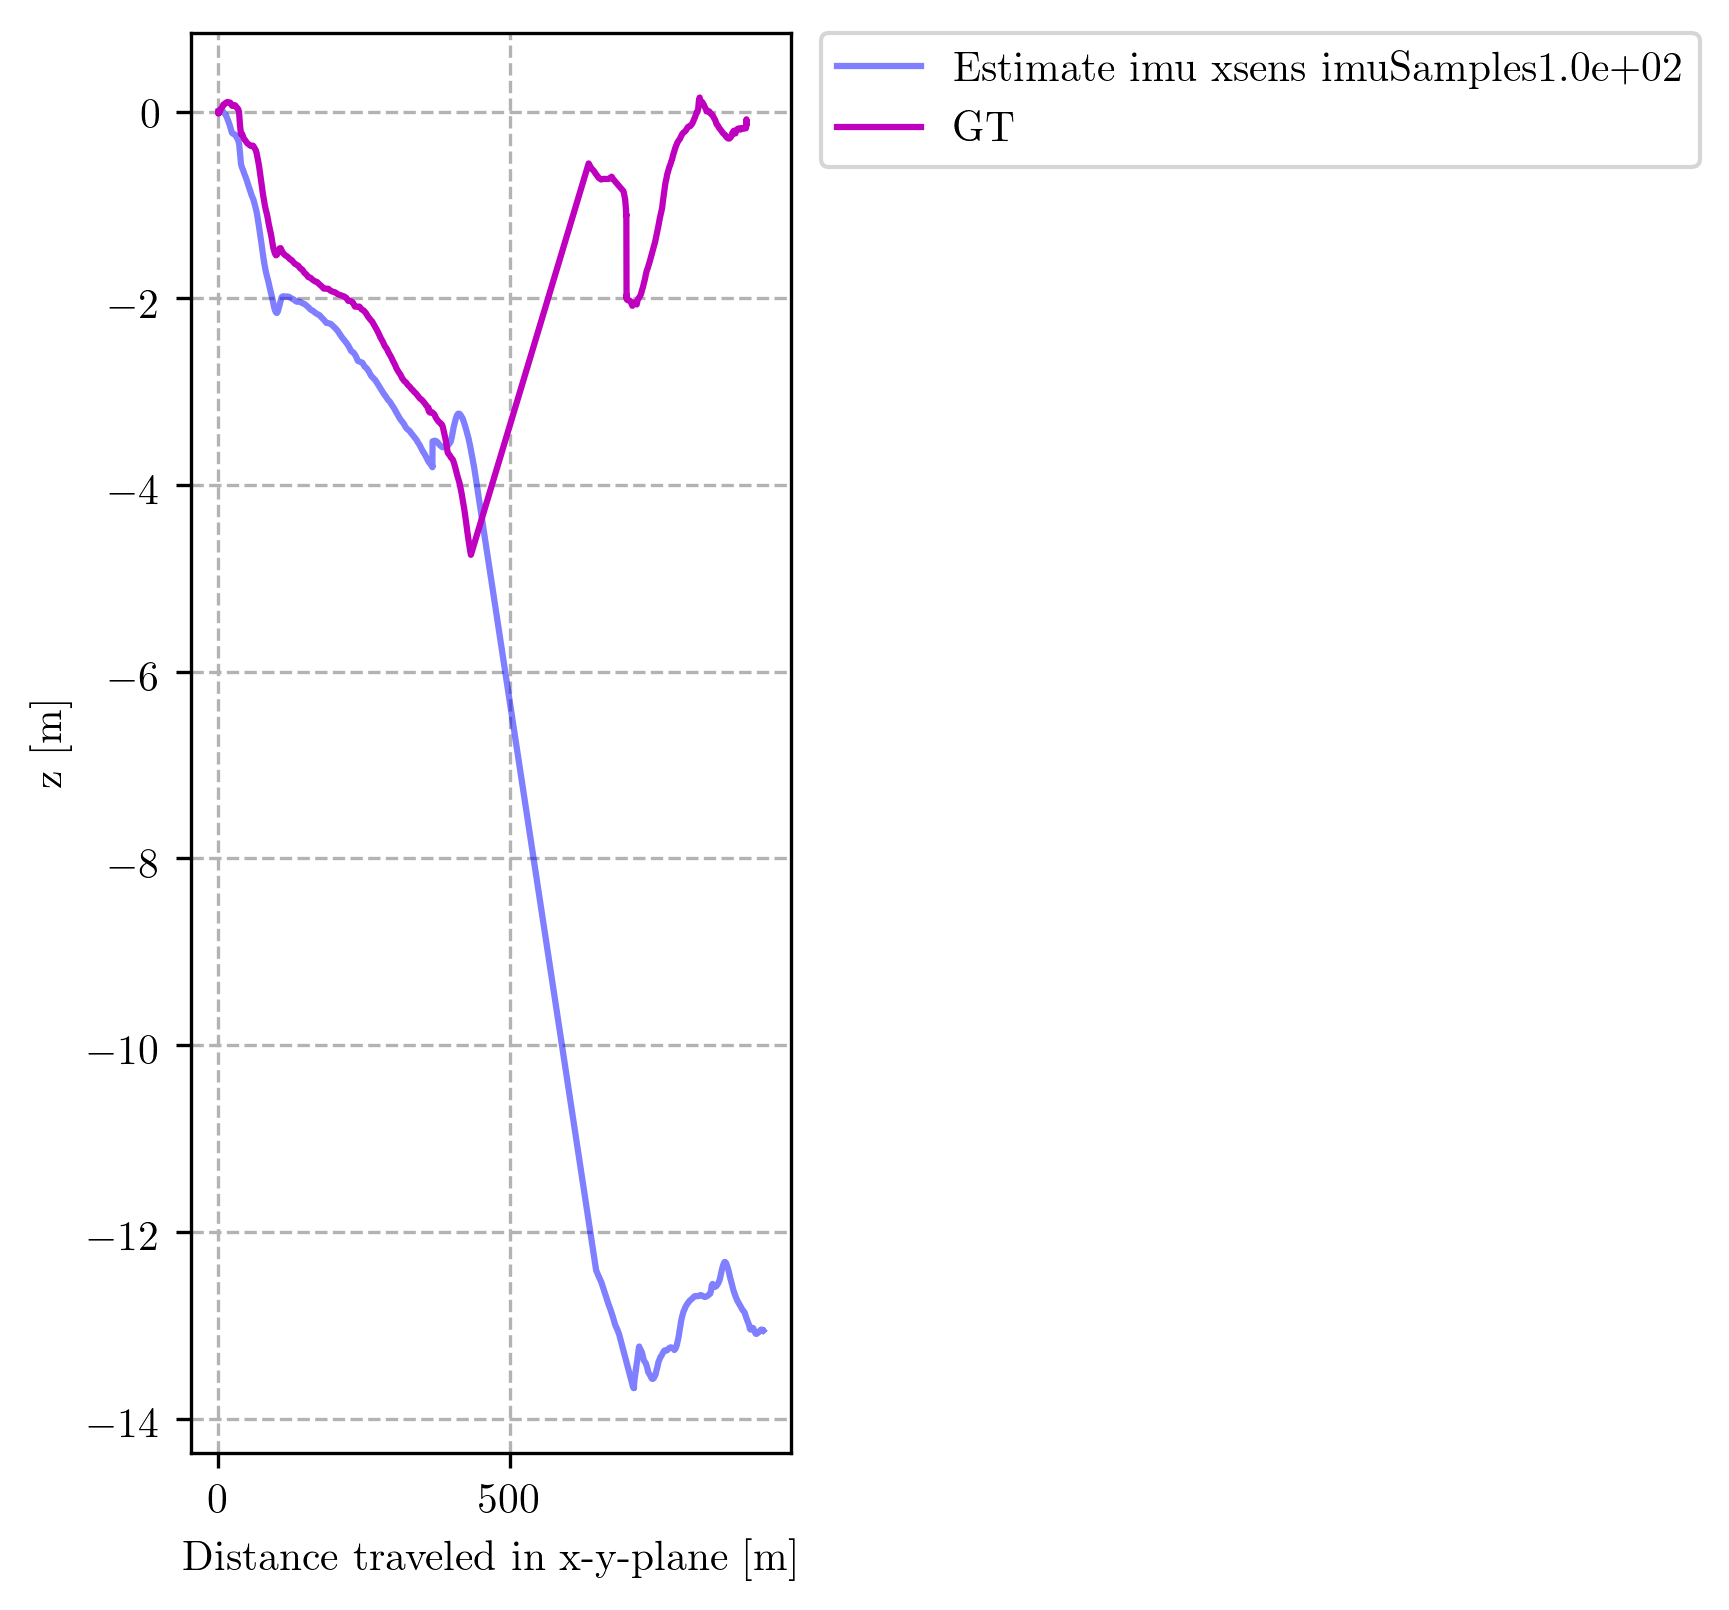 Estimate imu xsens imuSamples1.0e+02
GT
0
−2
−4
−6
−8
−10
−12
−14
z [m]
0 500
Distance traveled in x-y-plane [m]